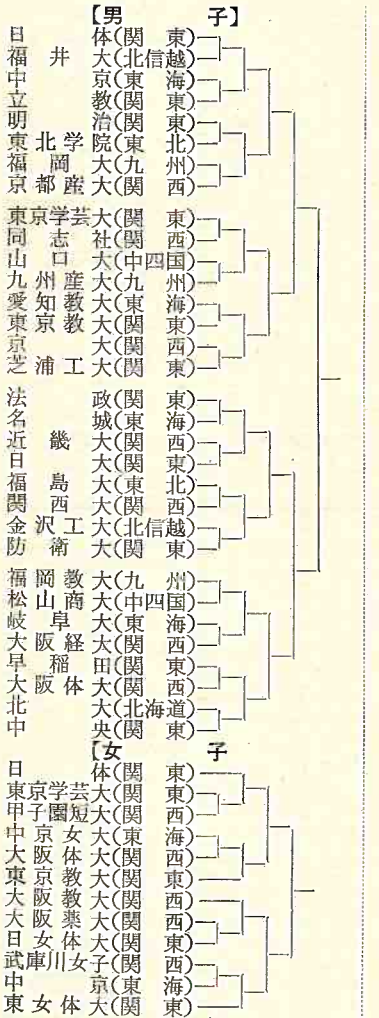 【男子】
日体(関東)
福井大(北信越)
中京(東海)
立教(関東)
明治(関東)
東北学院(東北)
福岡大(九州)
京都産大(関西)
東京学芸大(関東)
同志社(関西)
山口大(中四国)
九州産大(九州)
愛知教大(東海)
東京教大(関東)
京大(関西)
芝浦工大(関東)
法政(関東)
名城(東海)
近畿大(関西)
日大(関東)
福島大(東北)
関西大(関西)
金沢工大(北信越)
防衛大(関東)
福岡教大(九州)
松山商大(中四国)
岐阜大(東海)
大阪経大(関西)
早稲田(関東)
大阪体大(関西)
北大(北海道)
中央(関東)
【女子
日体(関東)
東京学芸大(関東)
甲子園短大(関西)
中京女大(東海)
大阪体大(関西)
東京教大(関東)
大阪教大(関西)
大阪薬大(関西)
日女体大(関東)
武庫川女子(関西)
中京(東海)
東女体大(関東)